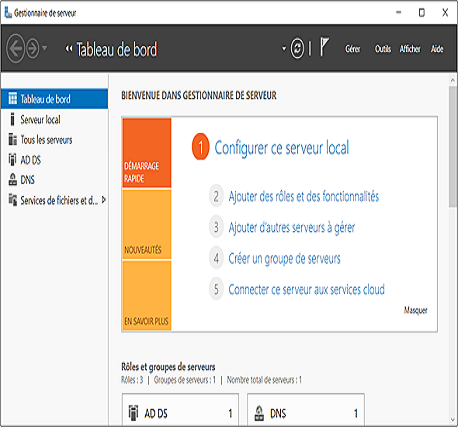 Gestionnaire de serveur
Tableau de bord
Gérer Outils Afficher Aide
Tableau de bord
Serveur local
Tous les serveurs
AD DS
DNS
Services de fichiers et d...
BIENVENUE DANS GESTIONNAIRE DE SERVEUR
DÉMARRAGE
RAPIDE
NOUVEAUTÉS
EN SAVOIR PLUS
1 Configurer ce serveur local
2 Ajouter des rôles et des fonctionnalités
3 Ajouter d'autres serveurs à gérer
4 Créer un groupe de serveurs
5 Connecter ce serveur aux services cloud
Masquer
Rôles et groupes de serveurs
Rôles : 3 | Groupes de serveurs : 1 | Nombre total de serveurs : 1
AD DS 1
DNS 1